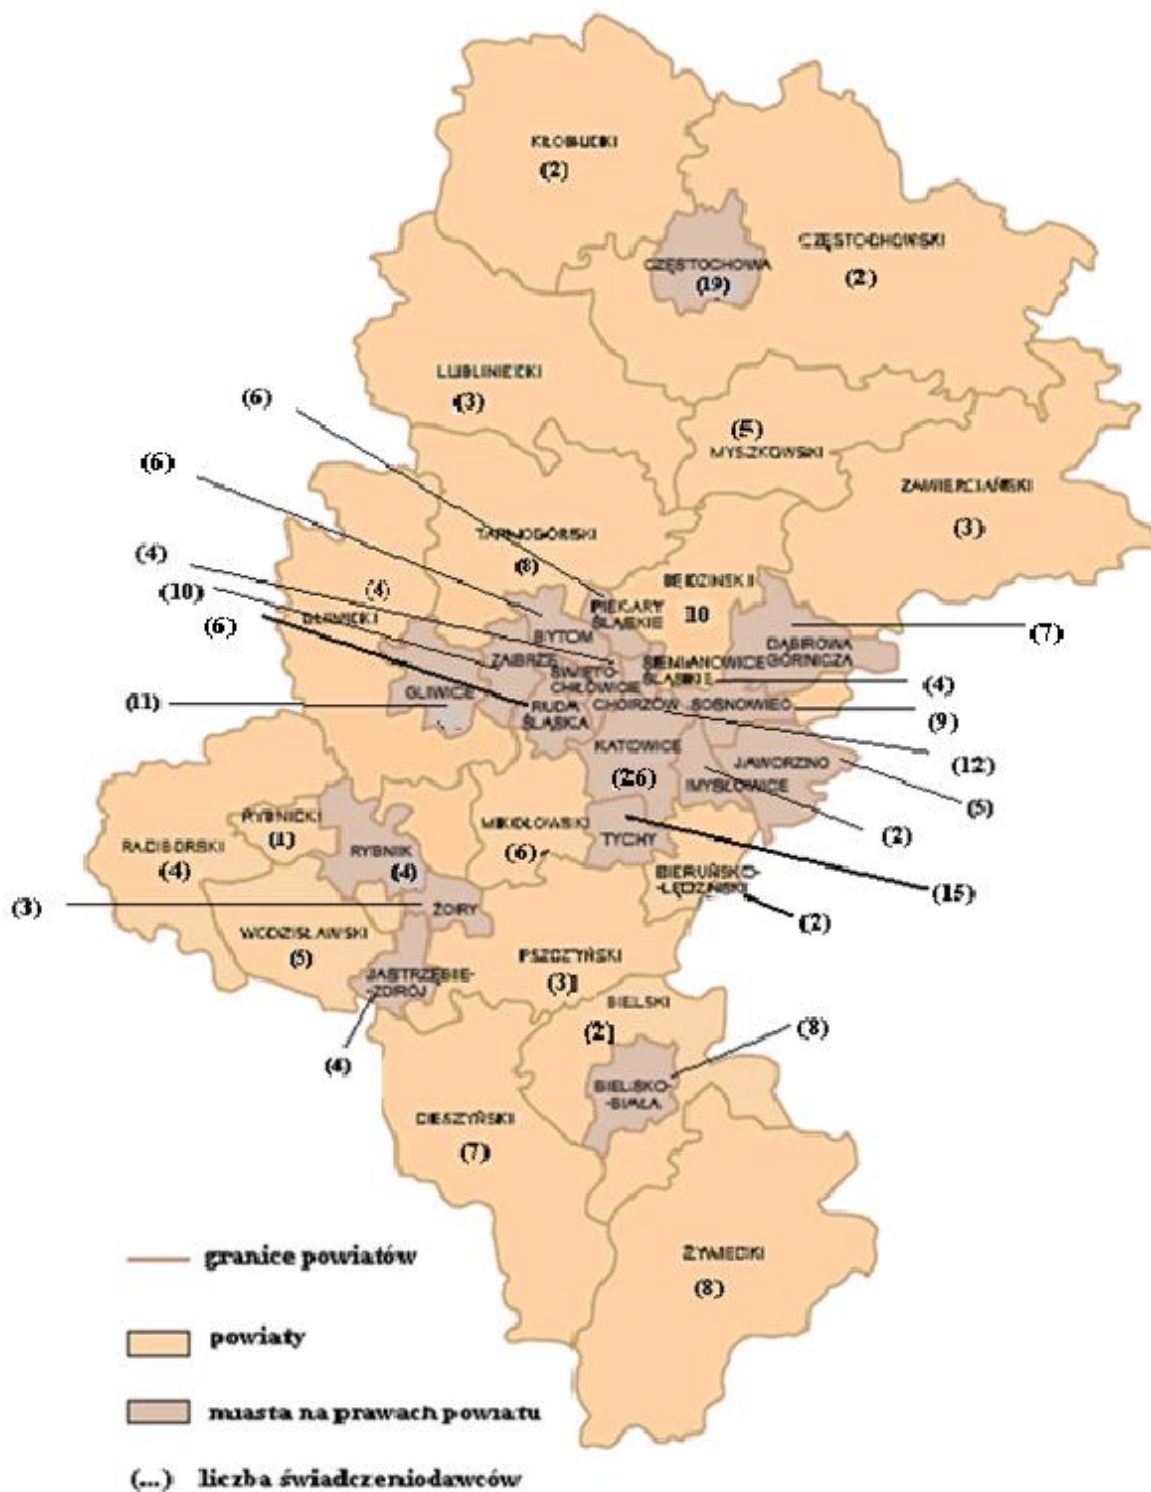 KŁOBUCKI
(2)
CZĘSTOCHOWSKI
(2)
CZĘSTOCHOWA
(19)
LUBLINIECKI
(3)
(6)
(5)
MYSZKOWSKI
(6)
ZAWIERCIAŃSKI
(3)
TARNOGÓRSKI
(8)
(4)
(4)
BĘDZIŃSKI
10
(10)
(6)
GLIWICKI
PIEKARY
ŚLĄSKIE
BYTOM
DĄBROWA
GÓRNICZA
(7)
ZABRZE
ŚWIĘTO-
CHŁOWICE
SIEMIANOWICE
ŚLĄSKIE
(4)
GLIWICE
(11)
RUDA
ŚLĄSKA
CHORZÓW
SOSNOWIEC
(9)
KATOWICE
(26)
(12)
JAWORZNO
(5)
MYSŁOWICE
(2)
RYBNICKI
(1)
MIKOŁOWSKI
(6)
TYCHY
(15)
RACIBÓRSKI
(4)
RYBNIK
(4)
BIERUŃSKO-
-LĘDZIŃSKI
(2)
(3)
ŻORY
WODZISŁAWSKI
(5)
PSZCZYŃSKI
(3)
JASTRZĘBIE-
-ZDRÓJ
(4)
BIELSKI
(2)
(8)
BIELSKO-
-BIAŁA
CIESZYŃSKI
(7)
ŻYWIECKI
(8)
granice powiatów
powiaty
miasta na prawach powiatu
(...) liczba świadczeniodawców